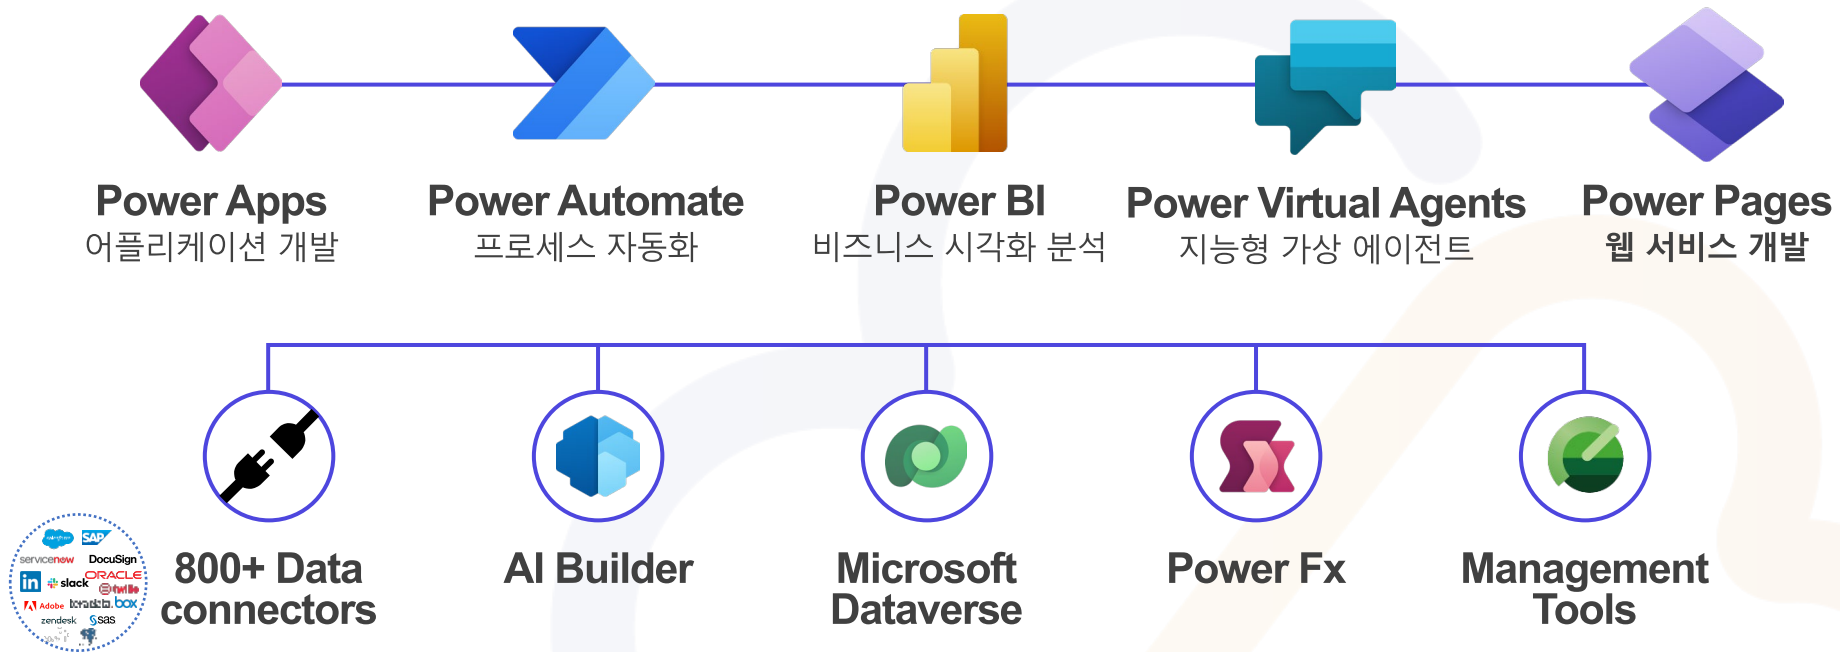 Power Apps
어플리케이션 개발
Power Automate
프로세스 자동화
Power BI
비즈니스 시각화 분석
Power Virtual Agents
지능형 가상 에이전트
Power Pages
웹 서비스 개발
800+ Data
connectors
AI Builder
Microsoft
Dataverse
Power Fx
Management
Tools
salesforce
SAP
servicenow
DocuSign
in
slack
ORACLE
twilio
Adobe
teradata.
box
zendesk
sas